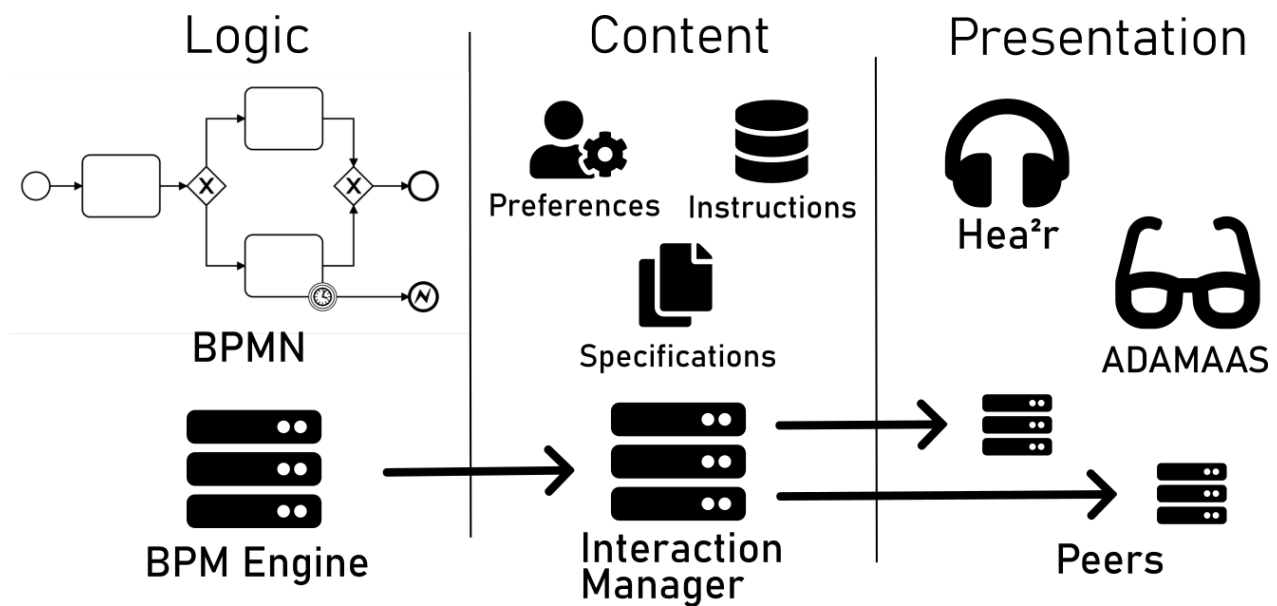 Logic
Content
Presentation
X
X
Preferences
Instructions
Hea²r
BPMN
Specifications
ADAMAAS
BPM Engine
Interaction
Manager
Peers